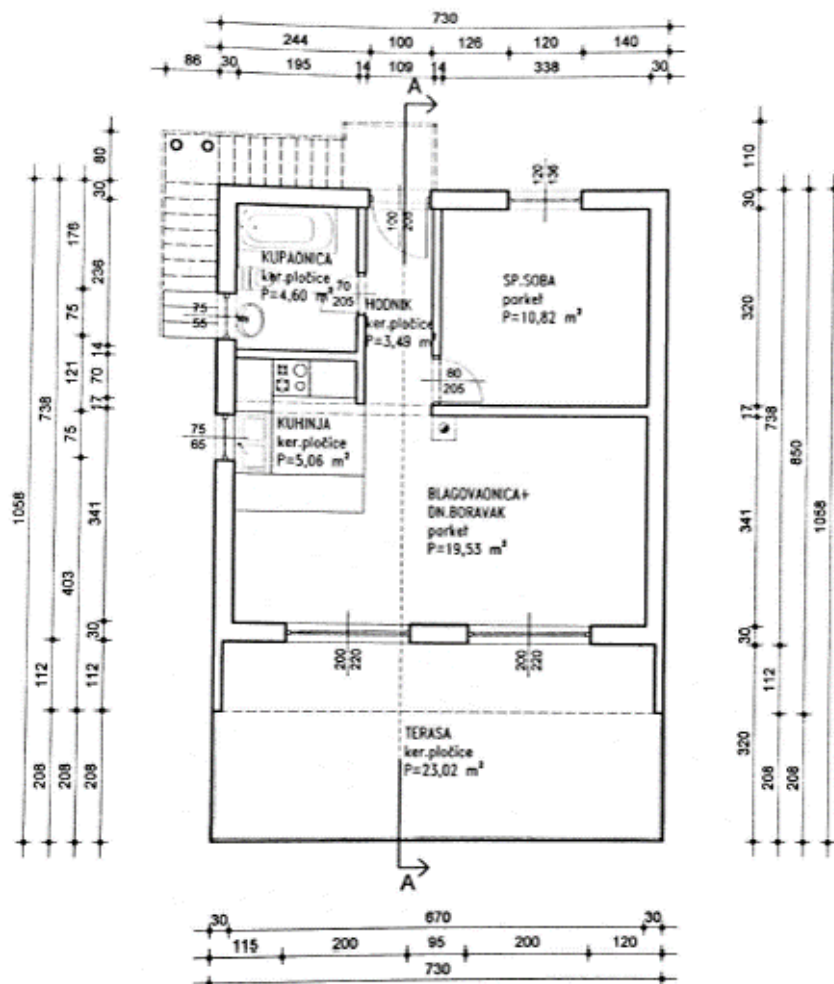 730
244 100 126 120 140
86 30 195 14 109 14 338 30
A
80
30
176
236
75
14
121
70
17
75
738
1058
341
403
30
112
112
208
208
208
110
30
320
17
738
850
341
1058
30
112
320
208
208
120
136
100
205
KUPAONICA
ker.pločice
P=4,60 m²
70
205
HODNIK
ker.pločice
P=3,49 m²
SP.SOBA
parket
P=10,82 m²
75
55
80
205
75
65
KUHINJA
ker.pločice
P=5,06 m²
BLAGOVAONICA+
DN.BORAVAK
parket
P=19,53 m²
200
220
200
220
TERASA
ker.pločice
P=23,02 m²
A
30 670 30
115 200 95 200 120
730